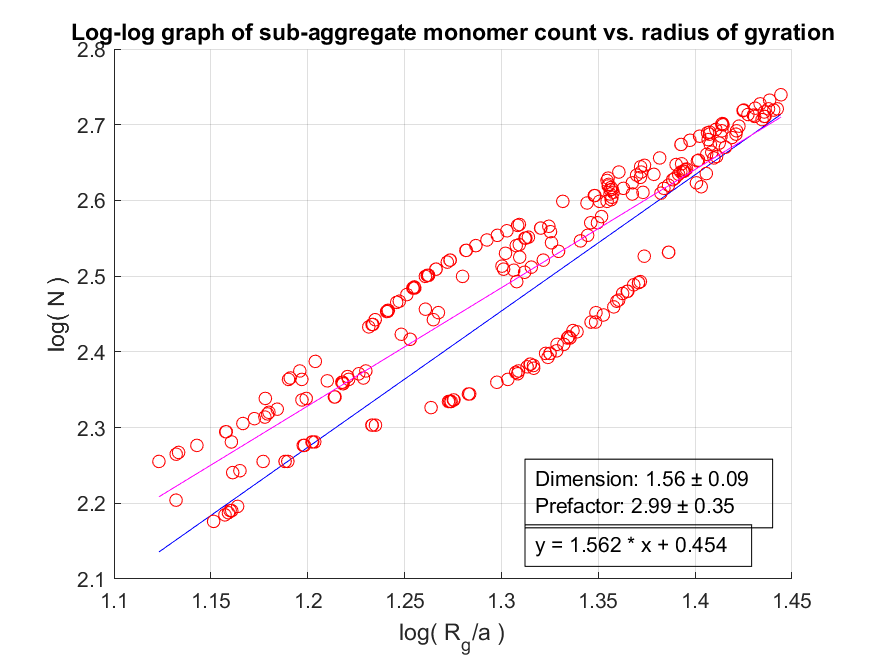 Log-log graph of sub-aggregate monomer count vs. radius of gyration
2.8
2.7
2.6
2.5
2.4
2.3
2.2
2.1
log( N )
Dimension: 1.56 ± 0.09
Prefactor: 2.99 ± 0.35
y = 1.562 * x + 0.454
1.1 1.15 1.2 1.25 1.3 1.35 1.4 1.45
log( R_g/a )